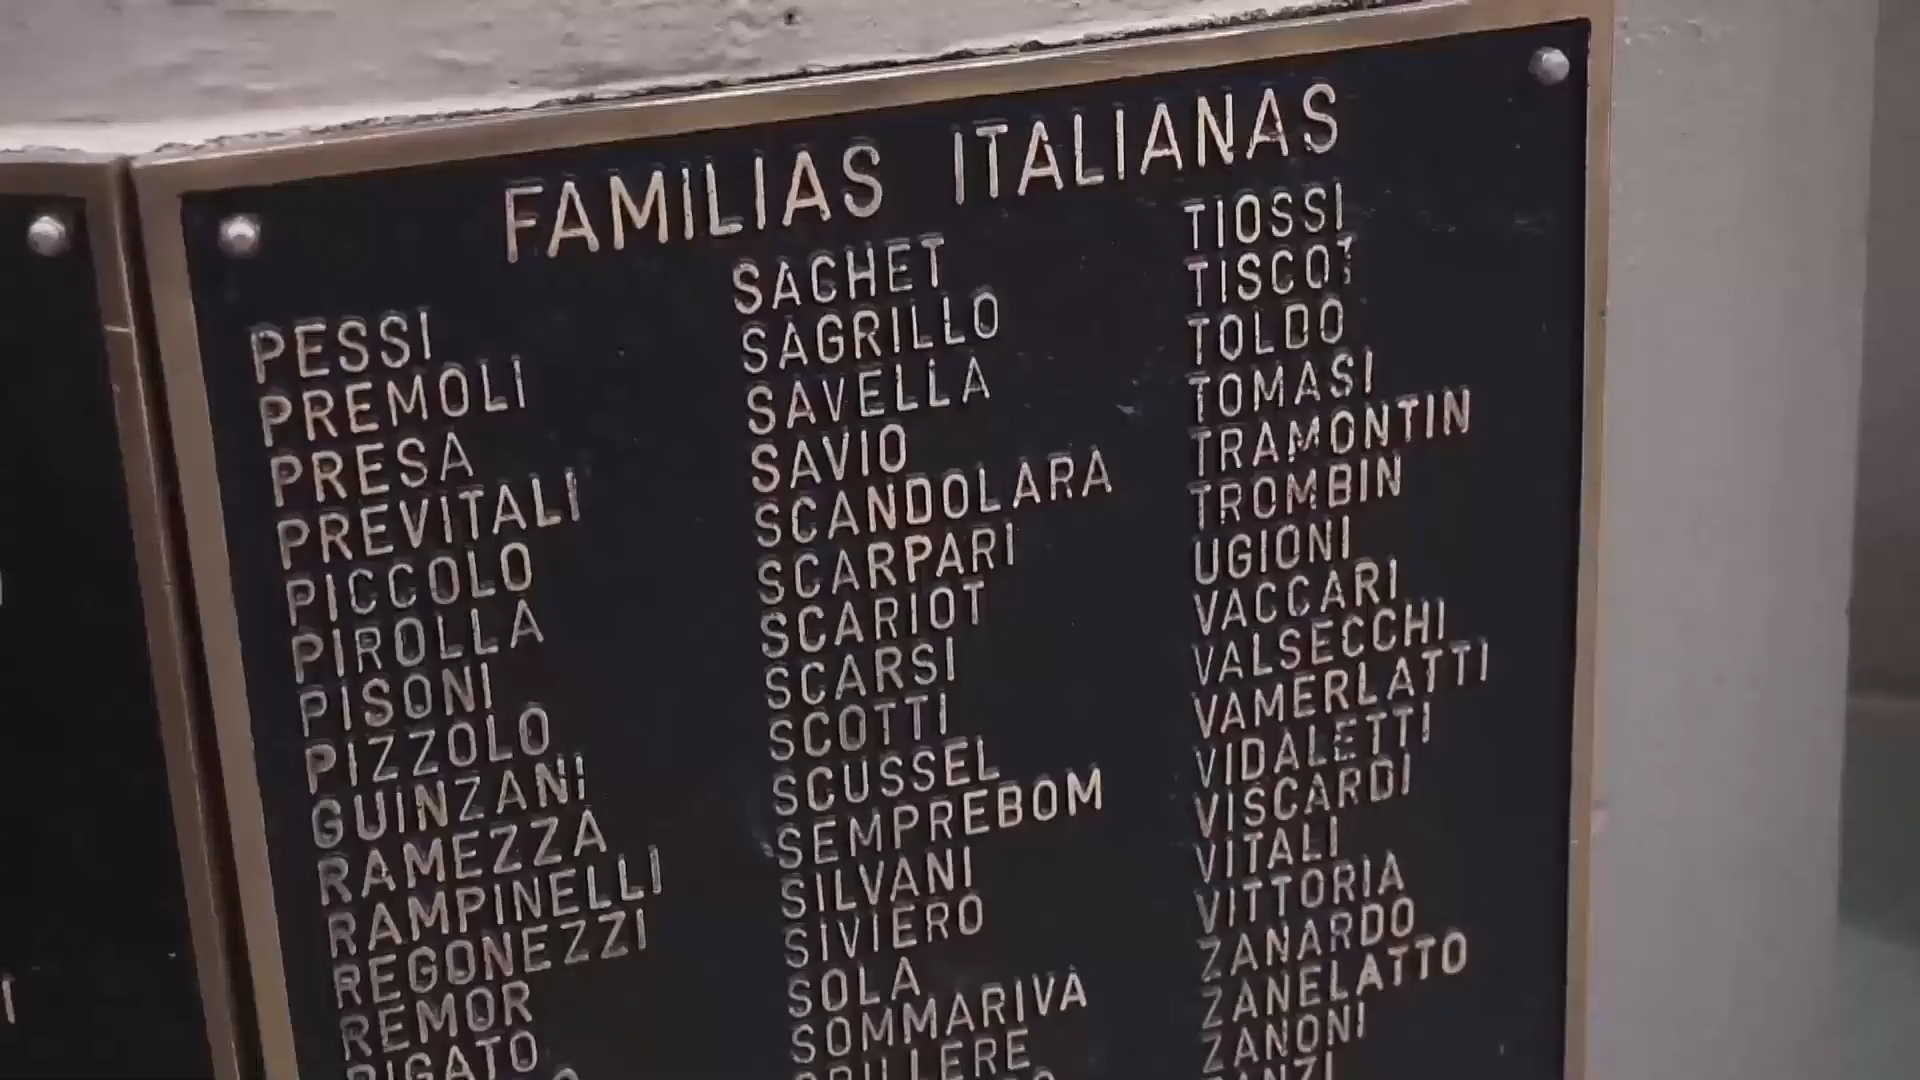 FAMILIAS ITALIANAS
PESSI
PREMOLI
PRESA
PREVITALI
PICCOLO
PIROLLA
PISONI
PIZZOLO
GUINZANI
RAMEZZA
RAMPINELLI
REGONEZZI
REMOR
RIGATO
SACHET
SAGRILLO
SAVELLA
SAVIO
SCANDOLARA
SCARPARI
SCARIOT
SCARSI
SCOTTI
SCUSSEL
SEMPREBOM
SILVANI
SIVIERO
SOLA
SOMMARIVA
TIOSSI
TISCOT
TOLDO
TOMASI
TRAMONTIN
TROMBIN
UGIONI
VACCARI
VALSECCHI
VAMERLATTI
VIDALETTI
VISCARDI
VITALI
VITTORIA
ZANARDO
ZANELATTO
ZANONI